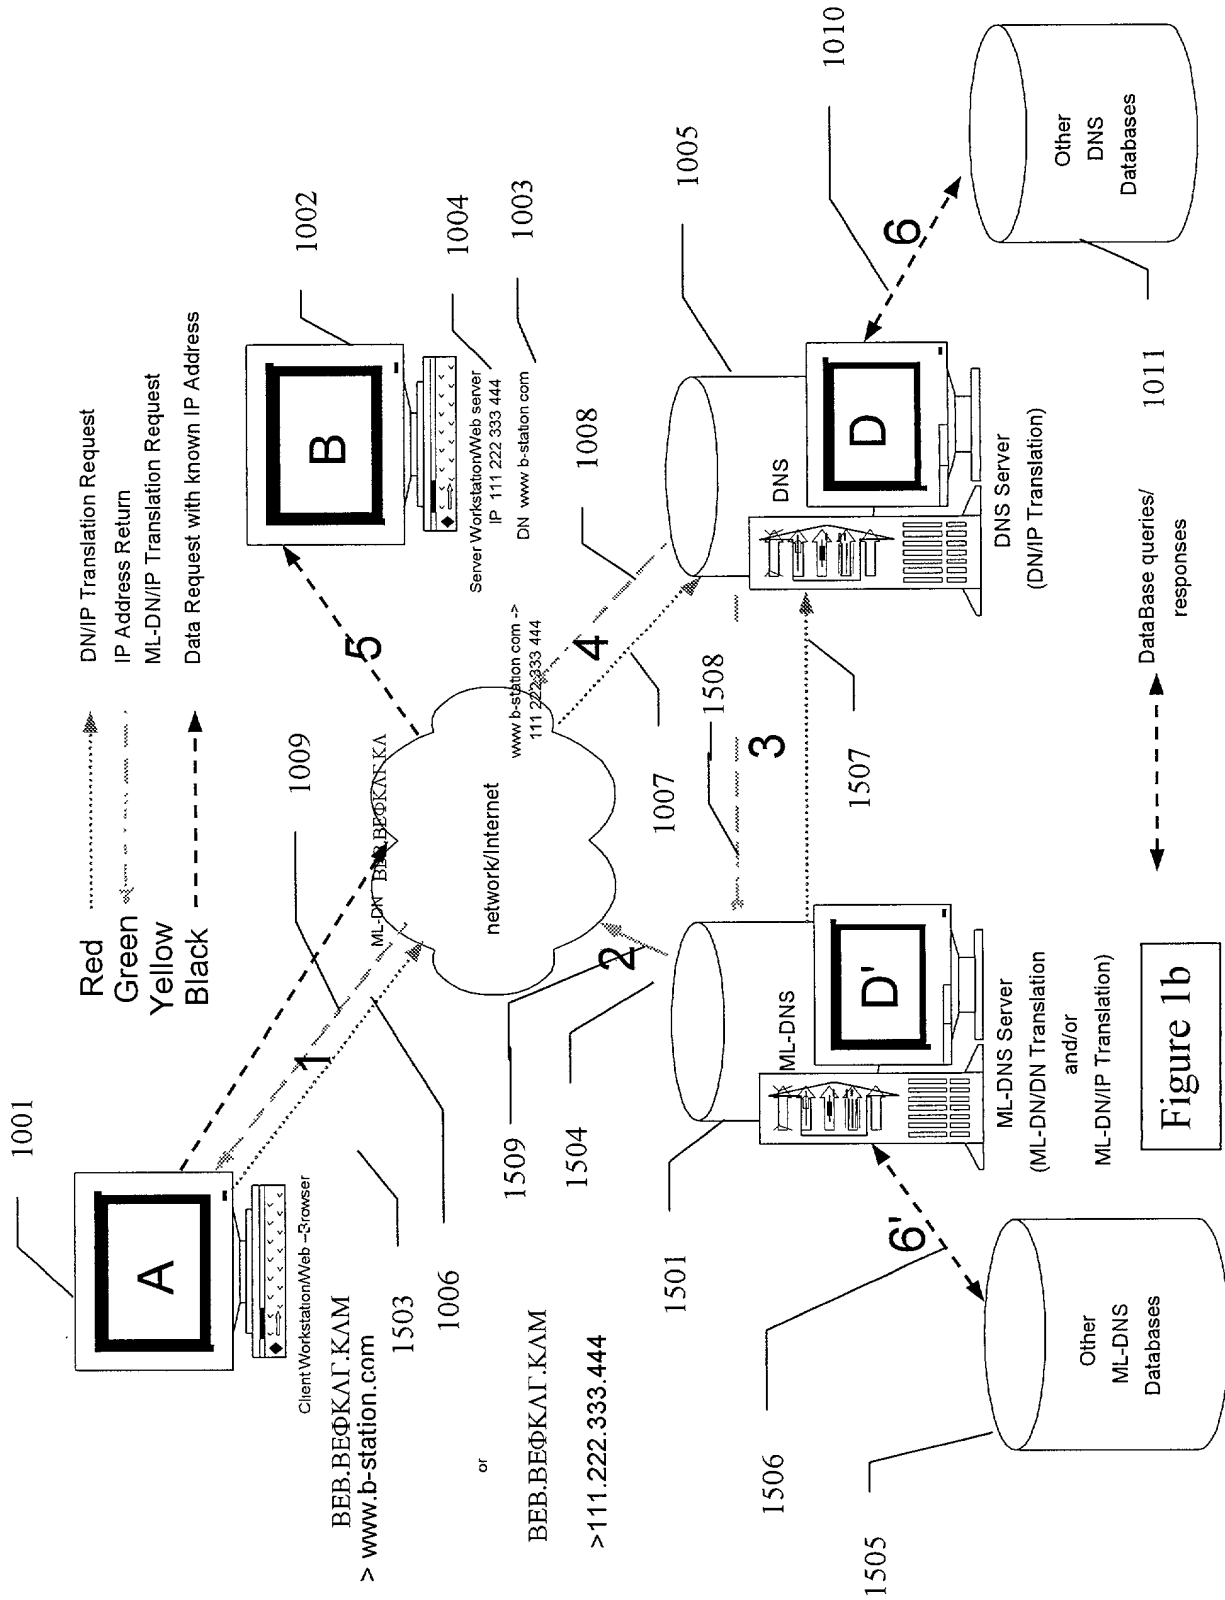 Red
Green
Yellow
Black
DN/IP Translation Request
IP Address Return
ML-DN/IP Translation Request
Data Request with known IP Address
1001
A
Client Workstation/Web –Browser
ΒΕΒ.ΒΕΦΚΛΓ.ΚΛΜ
> www.b-station.com
or
ΒΕΒ.ΒΕΦΚΛΓ.ΚΛΜ
>111.222.333.444
1503
1006
1
1009
ML-DN ΒΕΒ.ΒΕΦΚΛΓ.ΚΛ
network/Internet
www b-station com ->
111 222 333 444
5
B
1002
Server Workstation/Web server
IP 111 222 333 444
DN www b-station com
1004
1003
1008
4
1007
1005
DNS
D
DNS Server
(DN/IP Translation)
6
1010
Other
DNS
Databases
1011
1508
3
1507
2
1509
1504
1501
ML-DNS
D'
ML-DNS Server
(ML-DN/DN Translation
and/or
ML-DN/IP Translation)
6'
1506
1505
Other
ML-DNS
Databases
DataBase queries/
responses
Figure 1b